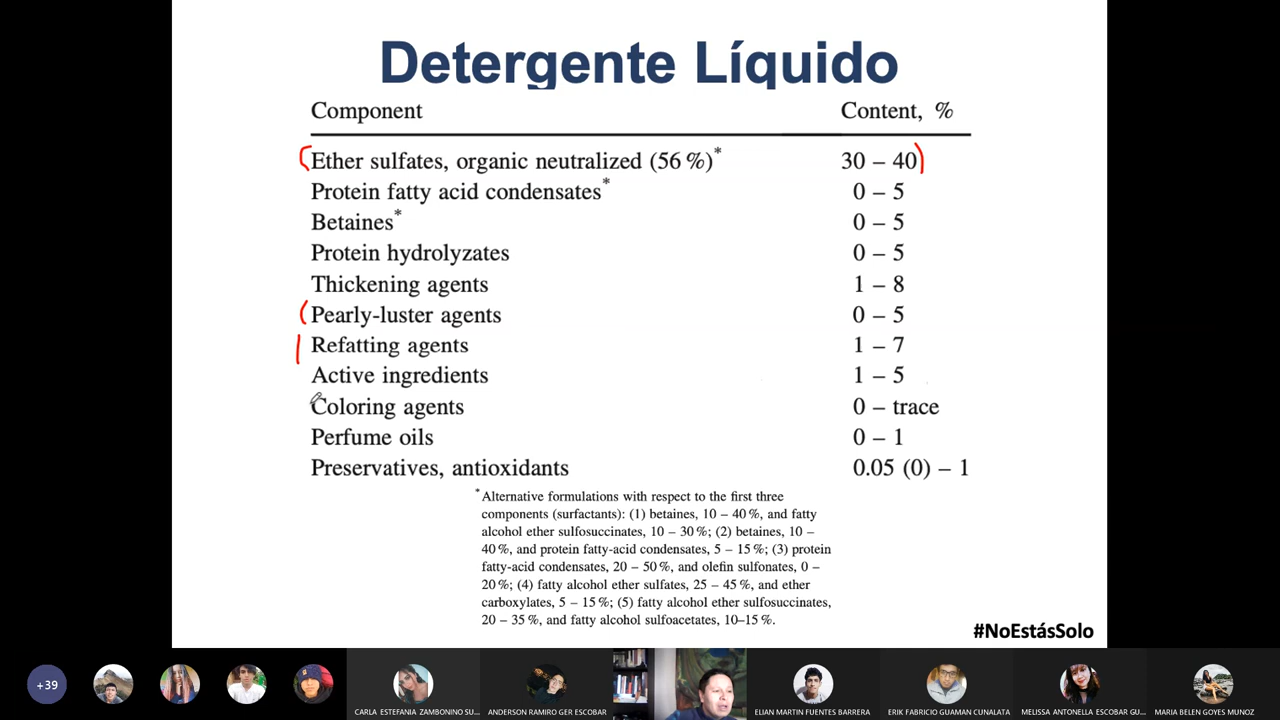 Detergente Líquido
Component Content, %
Ether sulfates, organic neutralized (56 %)* 30 – 40
Protein fatty acid condensates* 0 – 5
Betaines* 0 – 5
Protein hydrolyzates 0 – 5
Thickening agents 1 – 8
Pearly-luster agents 0 – 5
Refatting agents 1 – 7
Active ingredients 1 – 5
Coloring agents 0 – trace
Perfume oils 0 – 1
Preservatives, antioxidants 0.05 (0) – 1
* Alternative formulations with respect to the first three
components (surfactants): (1) betaines, 10 – 40 %, and fatty
alcohol ether sulfosuccinates, 10 – 30 %; (2) betaines, 10 –
40 %, and protein fatty-acid condensates, 5 – 15 %; (3) protein
fatty-acid condensates, 20 – 50 %, and olefin sulfonates, 0 –
20 %; (4) fatty alcohol ether sulfates, 25 – 45 %, and ether
carboxylates, 5 – 15 %; (5) fatty alcohol ether sulfosuccinates,
20 – 35 %, and fatty alcohol sulfoacetates, 10–15 %.
#NoEstásSolo
+39
CARLA ESTEFANIA ZAMBONINO SU...
ANDERSON RAMIRO GER ESCOBAR
ELIAN MARTIN FUENTES BARRERA
ERIK FABRICIO GUAMAN CUNALATA
MELISSA ANTONELLA ESCOBAR GU...
MARIA BELEN GOYES MUNOZ